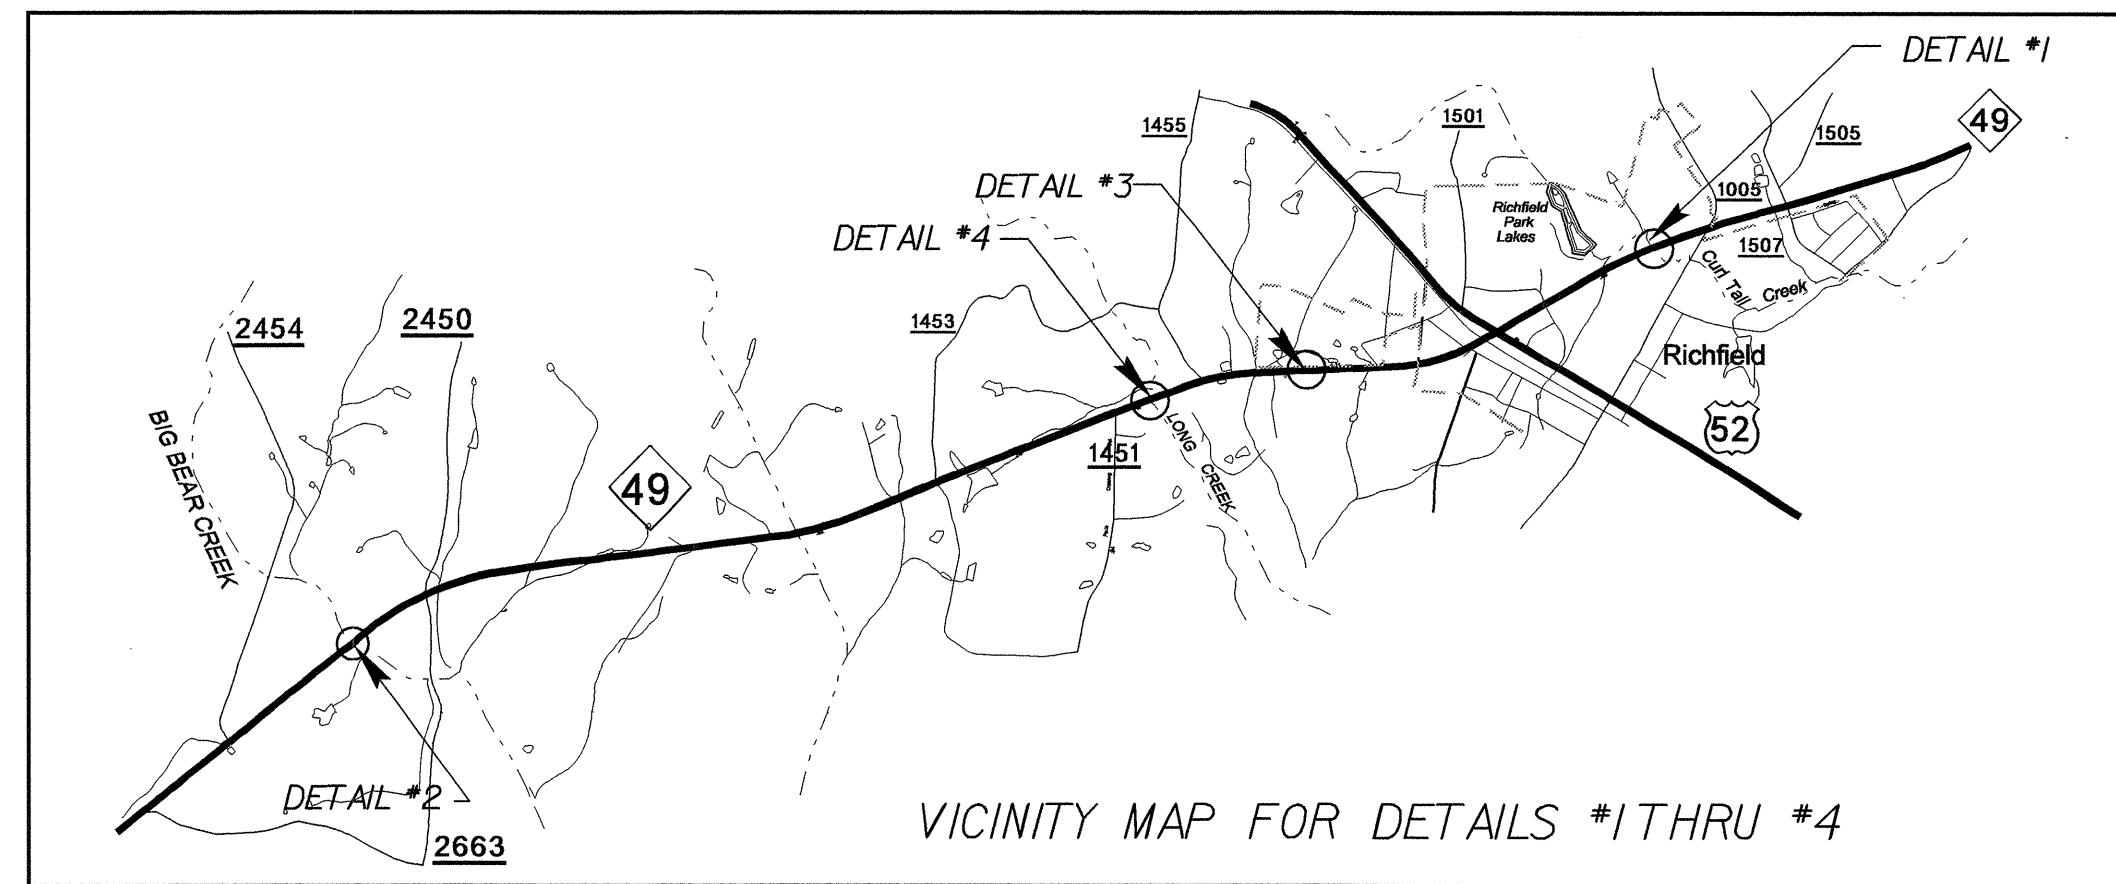 DETAIL #1
49
1455
1501
1505
DETAIL #3
1005
Richfield
Park
Lakes
DETAIL #4
1507
Curl Tail Creek
1453
2454
2450
Richfield
52
BIG BEAR CREEK
LONG CREEK
1451
49
DETAIL #2
VICINITY MAP FOR DETAILS #1 THRU #4
2663